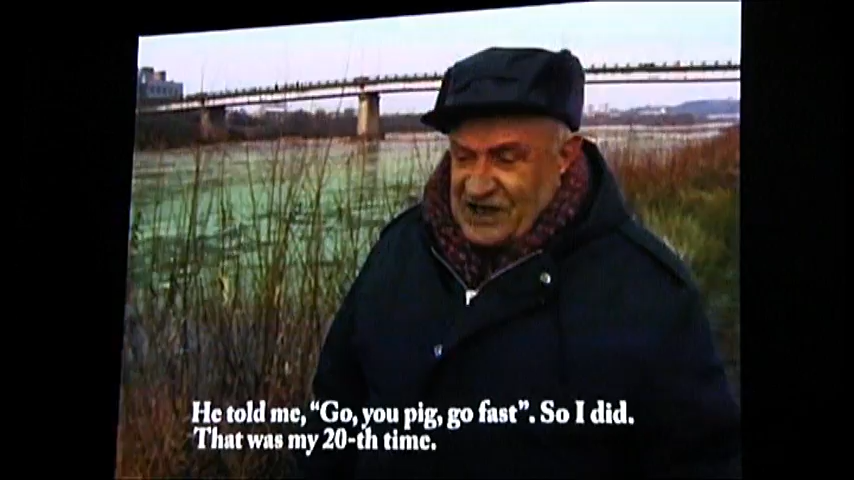 He told me, “Go, you pig, go fast”. So I did.
That was my 20-th time.